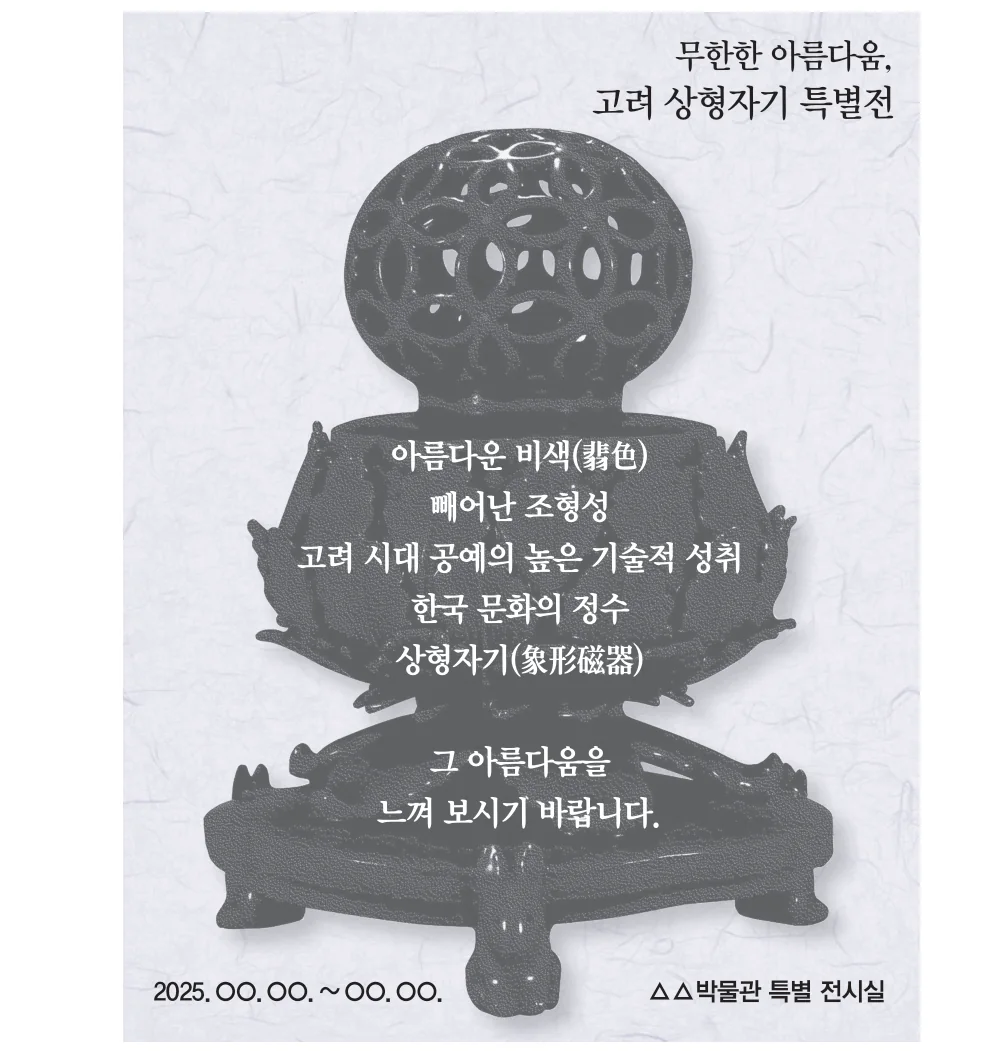 무한한 아름다움,
고려 상형자기 특별전
아름다운 비색(翡色)
빼어난 조형성
고려 시대 공예의 높은 기술적 성취
한국 문화의 정수
상형자기(象形磁器)
그 아름다움을
느껴 보시기 바랍니다.
2025. ○○. ○○. ~ ○○. ○○.
△△박물관 특별 전시실